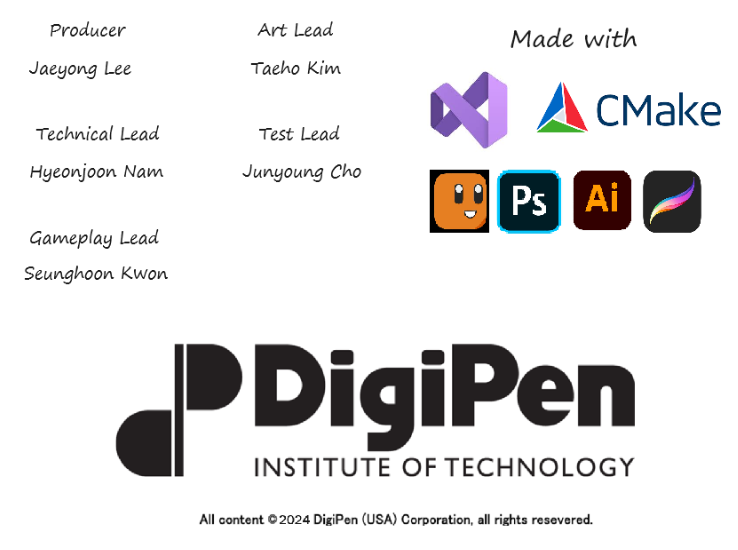 Producer
Jaeyong Lee
Art Lead
Taeho Kim
Technical Lead
Hyeonjoon Nam
Test Lead
Junyoung Cho
Gameplay Lead
Seunghoon Kwon
Made with
CMake
Ps
Ai
DigiPen
INSTITUTE OF TECHNOLOGY
All content ©2024 DigiPen (USA) Corporation, all rights resevered.